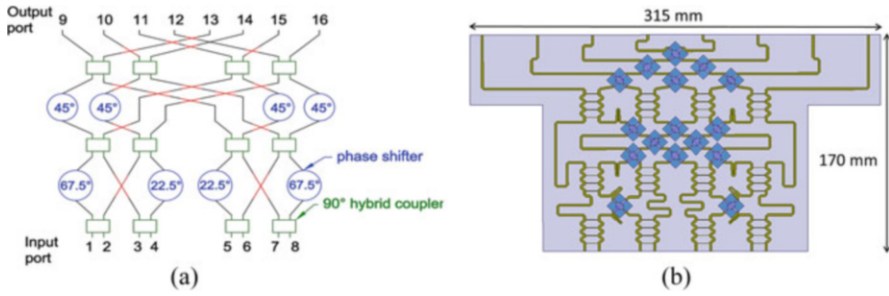 Output port 9 10 11 12 13 14 15 16
315 mm
45° 45° 45° 45°
170 mm
phase shifter
67.5° 22.5° 22.5° 67.5°
90° hybrid coupler
Input port 1 2 3 4 5 6 7 8
(a) (b)